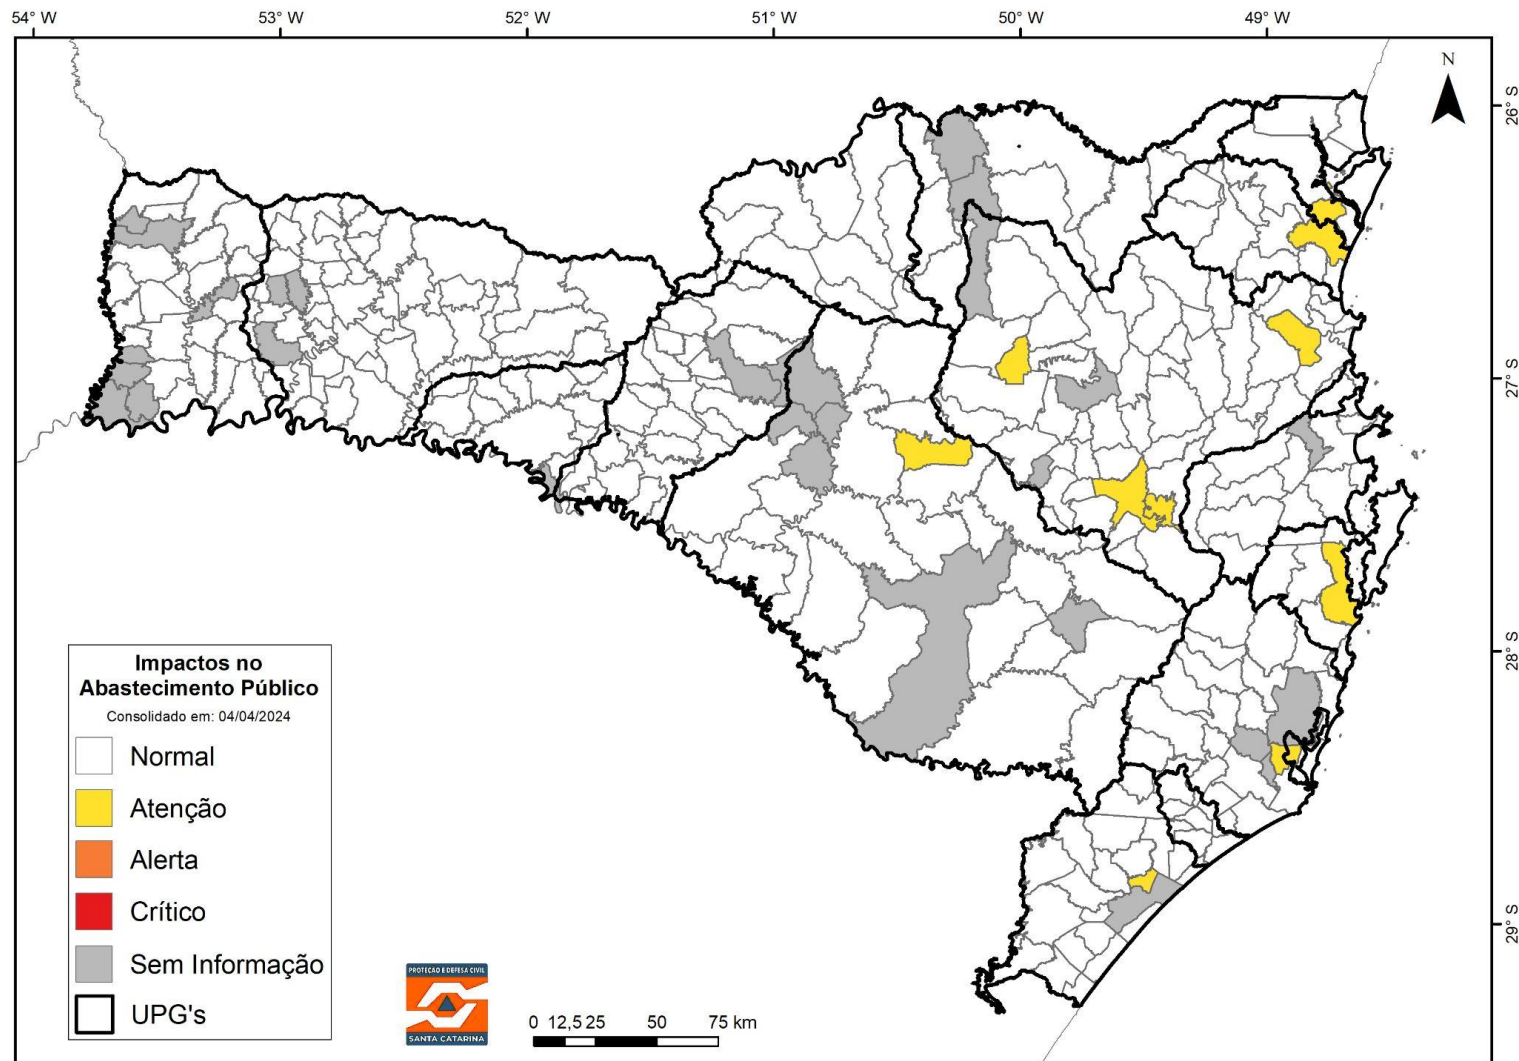 54° W
53° W
52° W
51° W
50° W
49° W
N
26° S
27° S
28° S
29° S
Impactos no
Abastecimento Público
Consolidado em: 04/04/2024
Normal
Atenção
Alerta
Crítico
Sem Informação
UPG's
PROTEÇÃO E DEFESA CIVIL
SANTA CATARINA
0 12,5 25 50 75 km